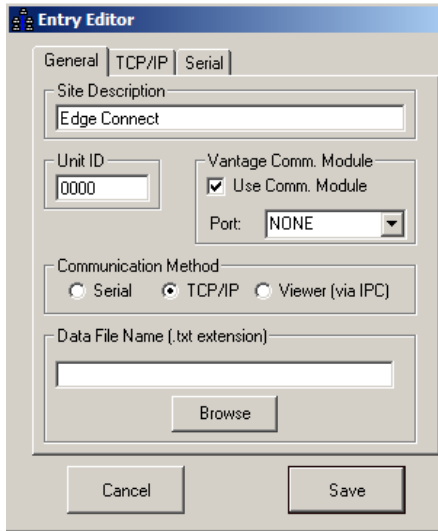 Entry Editor
General TCP/IP Serial
Site Description
Edge Connect
Unit ID
0000
Vantage Comm. Module
Use Comm. Module
Port: NONE
Communication Method
Serial TCP/IP Viewer (via IPC)
Data File Name (.txt extension)
Browse
Cancel Save